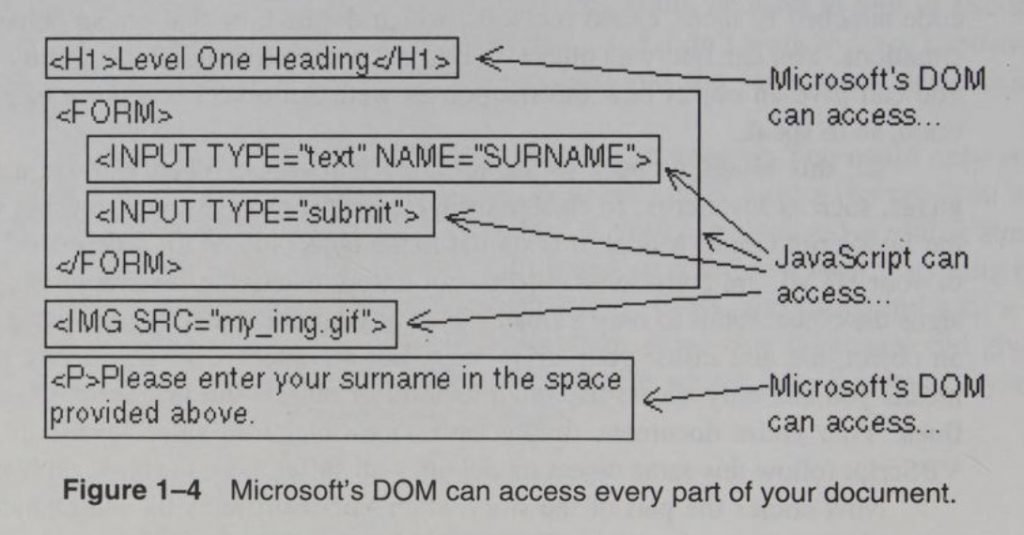 <H1>Level One Heading</H1>
Microsoft's DOM
can access...
<FORM>
<INPUT TYPE="text" NAME="SURNAME">
<INPUT TYPE="submit">
</FORM>
JavaScript can
access...
<IMG SRC="my_img.gif">
<P>Please enter your surname in the space
provided above.
Microsoft's DOM
can access...
Figure 1–4 Microsoft's DOM can access every part of your document.